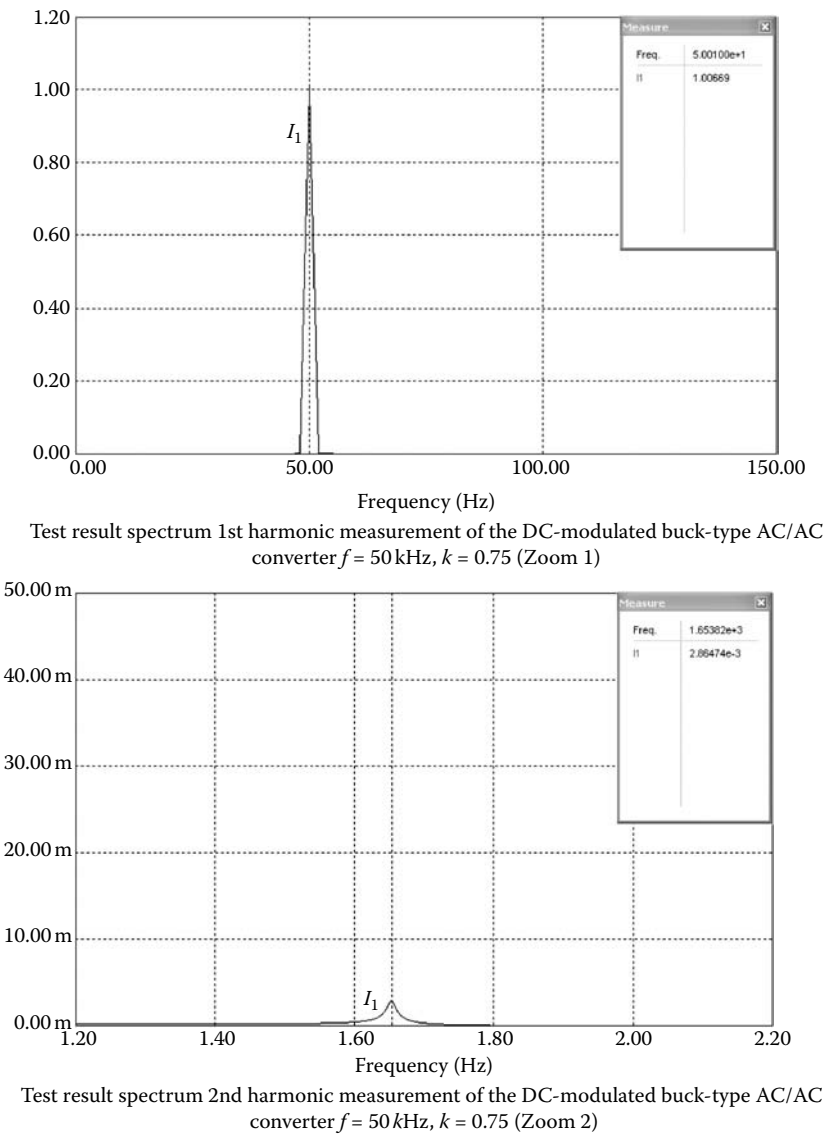 1.20
Measure
Freq. 5.00100e+1
I1 1.00669
1.00
I1
0.80
0.60
0.40
0.20
0.00
0.00 50.00 100.00 150.00
Frequency (Hz)
Test result spectrum 1st harmonic measurement of the DC-modulated buck-type AC/AC
converter f = 50 kHz, k = 0.75 (Zoom 1)
50.00 m
Measure
Freq. 1.65382e+3
I1 2.86474e-3
40.00 m
30.00 m
20.00 m
10.00 m
I1
0.00 m
1.20 1.40 1.60 1.80 2.00 2.20
Frequency (Hz)
Test result spectrum 2nd harmonic measurement of the DC-modulated buck-type AC/AC
converter f = 50 kHz, k = 0.75 (Zoom 2)